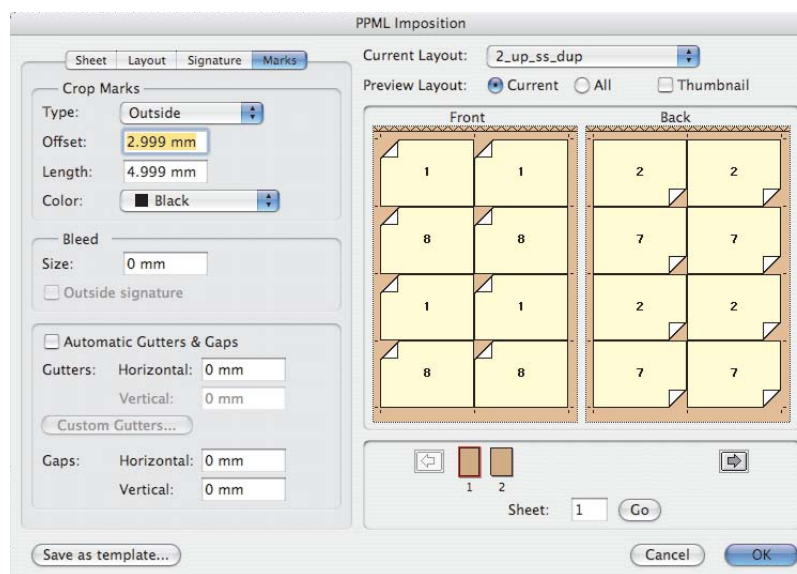 PPML Imposition
Sheet Layout Signature Marks
Crop Marks
Type: Outside
Offset: 2.999 mm
Length: 4.999 mm
Color: Black
Bleed
Size: 0 mm
Outside signature
Automatic Gutters & Gaps
Gutters: Horizontal: 0 mm
Vertical: 0 mm
Custom Gutters...
Gaps: Horizontal: 0 mm
Vertical: 0 mm
Save as template...
Current Layout: 2_up_ss_dup
Preview Layout: Current All Thumbnail
Front Back
1 1 2 2
8 8 7 7
1 1 2 2
8 8 7 7
1 2
Sheet: 1 Go
Cancel OK